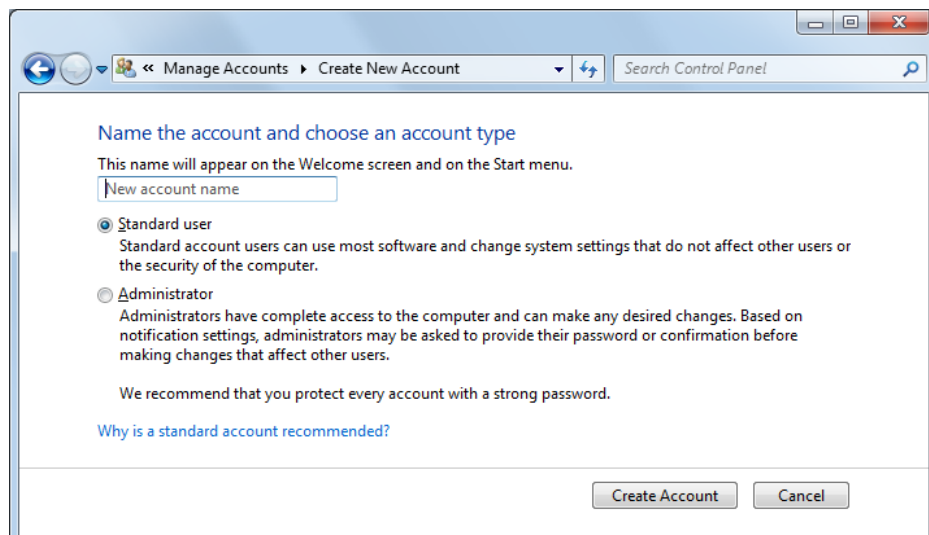 « Manage Accounts ▸ Create New Account
Search Control Panel
Name the account and choose an account type
This name will appear on the Welcome screen and on the Start menu.
New account name
Standard user
Standard account users can use most software and change system settings that do not affect other users or
the security of the computer.
Administrator
Administrators have complete access to the computer and can make any desired changes. Based on
notification settings, administrators may be asked to provide their password or confirmation before
making changes that affect other users.
We recommend that you protect every account with a strong password.
Why is a standard account recommended?
Create Account
Cancel